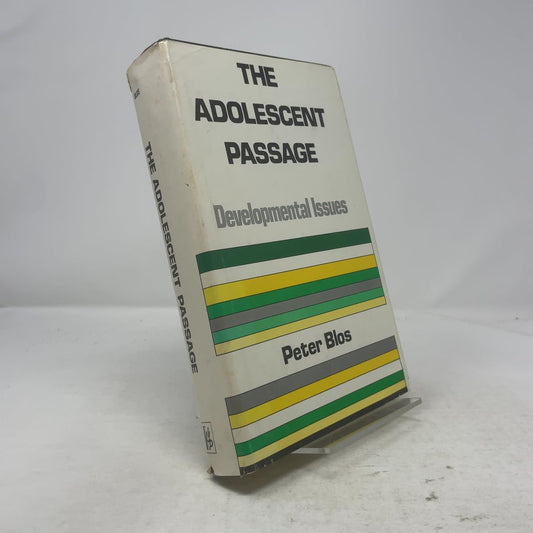 THE
ADOLESCENT
PASSAGE
Developmental Issues
Peter Blos
THE ADOLESCENT PASSAGE